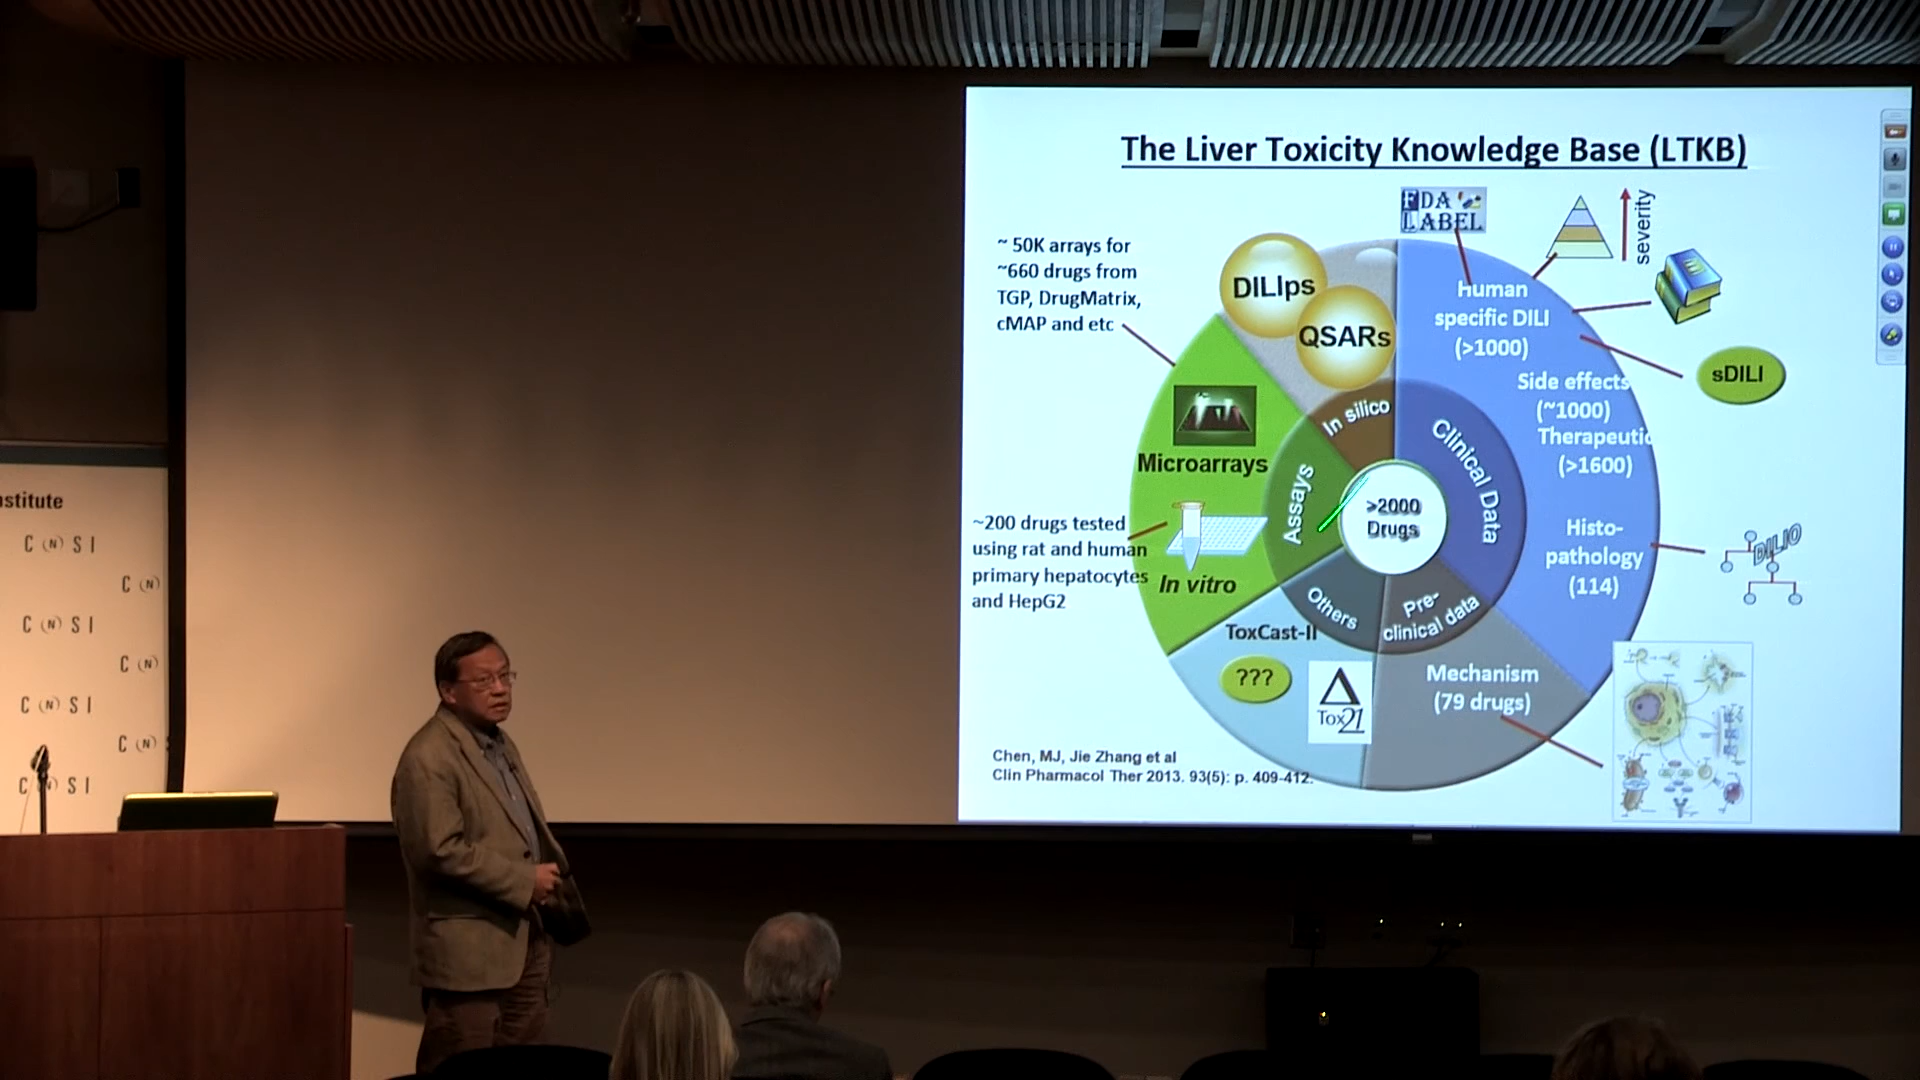 The Liver Toxicity Knowledge Base (LTKB)
FDA
LABEL
severity
~ 50K arrays for
~660 drugs from
TGP, DrugMatrix,
cMAP and etc
DILIps
QSARs
Human
specific DILI
(>1000)
sDILI
Side effects
(~1000)
Therapeutic
(>1600)
In silico
Clinical Data
Microarrays
Assays
>2000
Drugs
~200 drugs tested
using rat and human
primary hepatocytes
and HepG2
In vitro
Histo-
pathology
(114)
DILIO
Others
Pre-
clinical data
ToxCast-II
???
Tox21
Mechanism
(79 drugs)
Chen, MJ, Jie Zhang et al
Clin Pharmacol Ther 2013. 93(5): p. 409-412.
stitute
C (N) S I
C (N)
C (N) S I
C (N)
C (N) S I
C (N)
C (N) S I